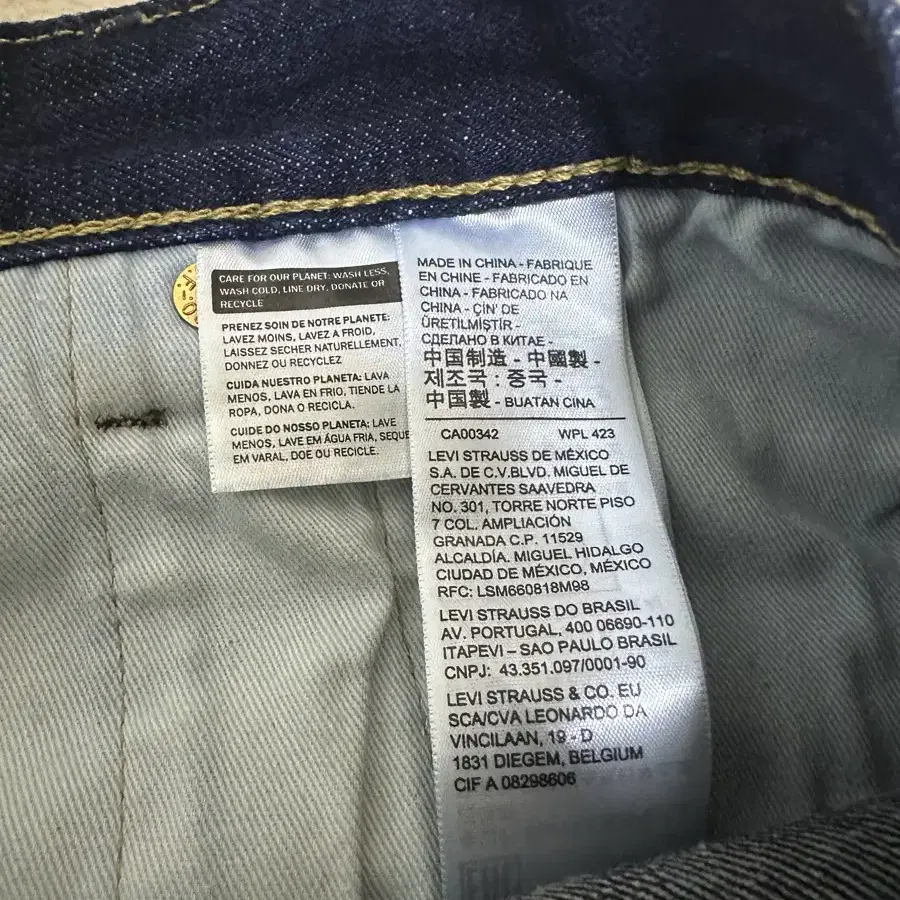 CARE FOR OUR PLANET: WASH LESS,
WASH COLD, LINE DRY, DONATE OR
RECYCLE
PRENEZ SOIN DE NOTRE PLANETE:
LAVEZ MOINS, LAVEZ A FROID,
LAISSEZ SECHER NATURELLEMENT,
DONNEZ OU RECYCLEZ
CUIDA NUESTRO PLANETA: LAVA
MENOS, LAVA EN FRIO, TIENDE LA
ROPA, DONA O RECICLA.
CUIDE DO NOSSO PLANETA: LAVE
MENOS, LAVE EM ÁGUA FRIA, SEQUE
EM VARAL, DOE OU RECICLE.
MADE IN CHINA - FABRIQUE
EN CHINE - FABRICADO EN
CHINA - FABRICADO NA
CHINA - ÇIN' DE
ÜRETILMIŞTIR -
СДЕЛАНО В КИТАЕ -
中国制造 - 中國製 -
제조국 : 중국 -
中国製 - BUATAN CINA
CA00342 WPL 423
LEVI STRAUSS DE MÉXICO
S.A. DE C.V.BLVD. MIGUEL DE
CERVANTES SAAVEDRA
NO. 301, TORRE NORTE PISO
7 COL. AMPLIACIÓN
GRANADA C.P. 11529
ALCALDÍA. MIGUEL HIDALGO
CIUDAD DE MÉXICO, MÉXICO
RFC: LSM660818M98
LEVI STRAUSS DO BRASIL
AV. PORTUGAL, 400 06690-110
ITAPEVI – SAO PAULO BRASIL
CNPJ: 43.351.097/0001-90
LEVI STRAUSS & CO. EU
SCA/CVA LEONARDO DA
VINCILAAN, 19 - D
1831 DIEGEM, BELGIUM
CIF A 08298606